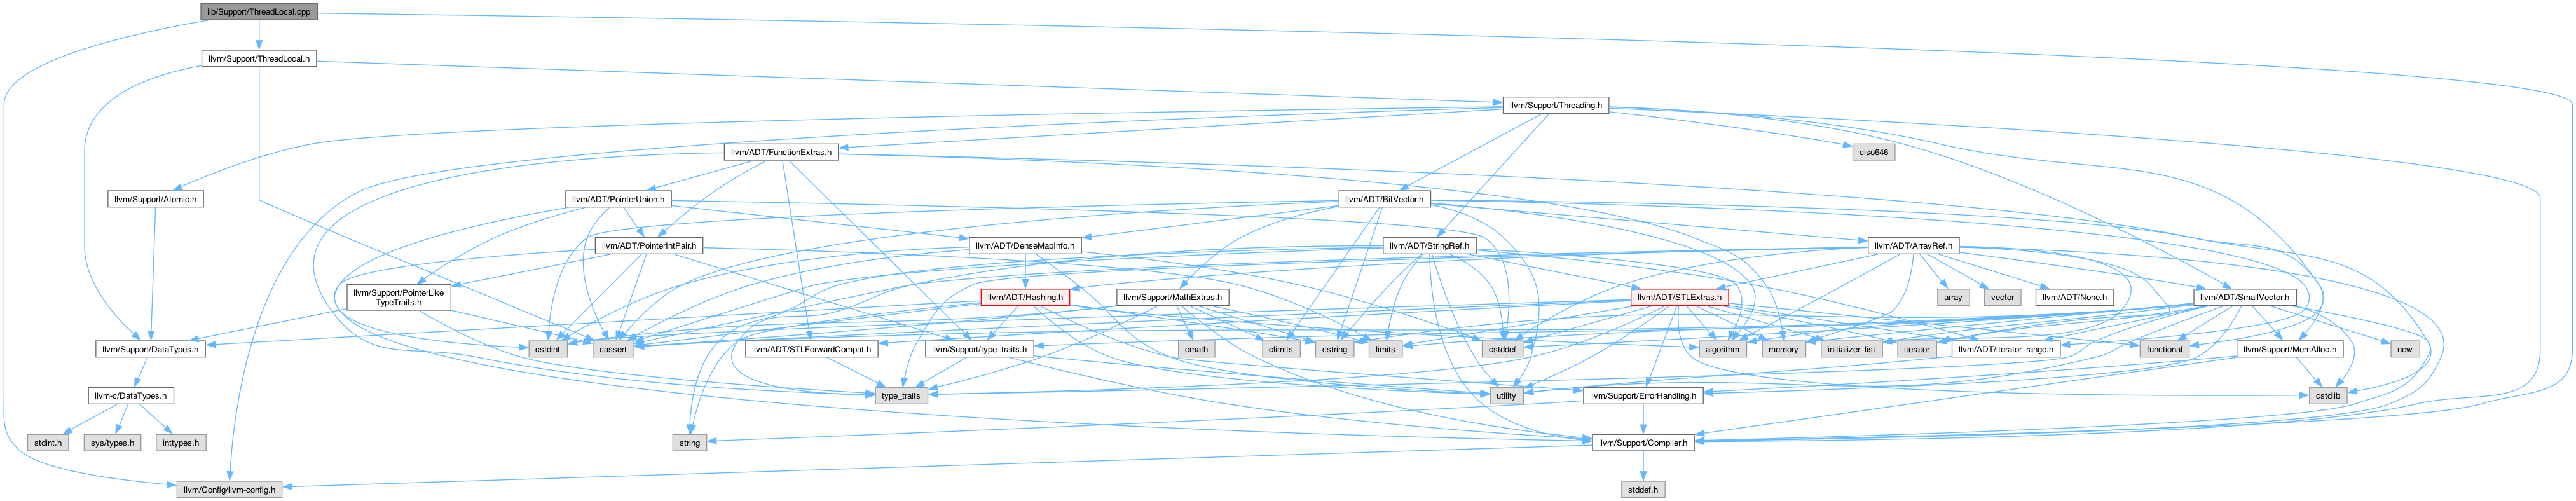 lib/Support/ThreadLocal.cpp
llvm/Support/ThreadLocal.h
llvm/Support/Threading.h
llvm/ADT/FunctionExtras.h
ciso646
llvm/Support/Atomic.h
llvm/ADT/PointerUnion.h
llvm/ADT/BitVector.h
llvm/ADT/PointerIntPair.h
llvm/ADT/DenseMapInfo.h
llvm/ADT/StringRef.h
llvm/ADT/ArrayRef.h
llvm/Support/PointerLike
TypeTraits.h
llvm/ADT/Hashing.h
llvm/Support/MathExtras.h
llvm/ADT/STLExtras.h
array
vector
llvm/ADT/None.h
llvm/ADT/SmallVector.h
llvm/Support/DataTypes.h
cstdint
cassert
llvm/ADT/STLForwardCompat.h
llvm/Support/type_traits.h
cmath
climits
cstring
limits
cstddef
algorithm
memory
initializer_list
iterator
llvm/ADT/iterator_range.h
functional
llvm/Support/MemAlloc.h
new
llvm-c/DataTypes.h
type_traits
utility
llvm/Support/ErrorHandling.h
cstdlib
stdint.h
sys/types.h
inttypes.h
string
llvm/Support/Compiler.h
llvm/Config/llvm-config.h
stddef.h